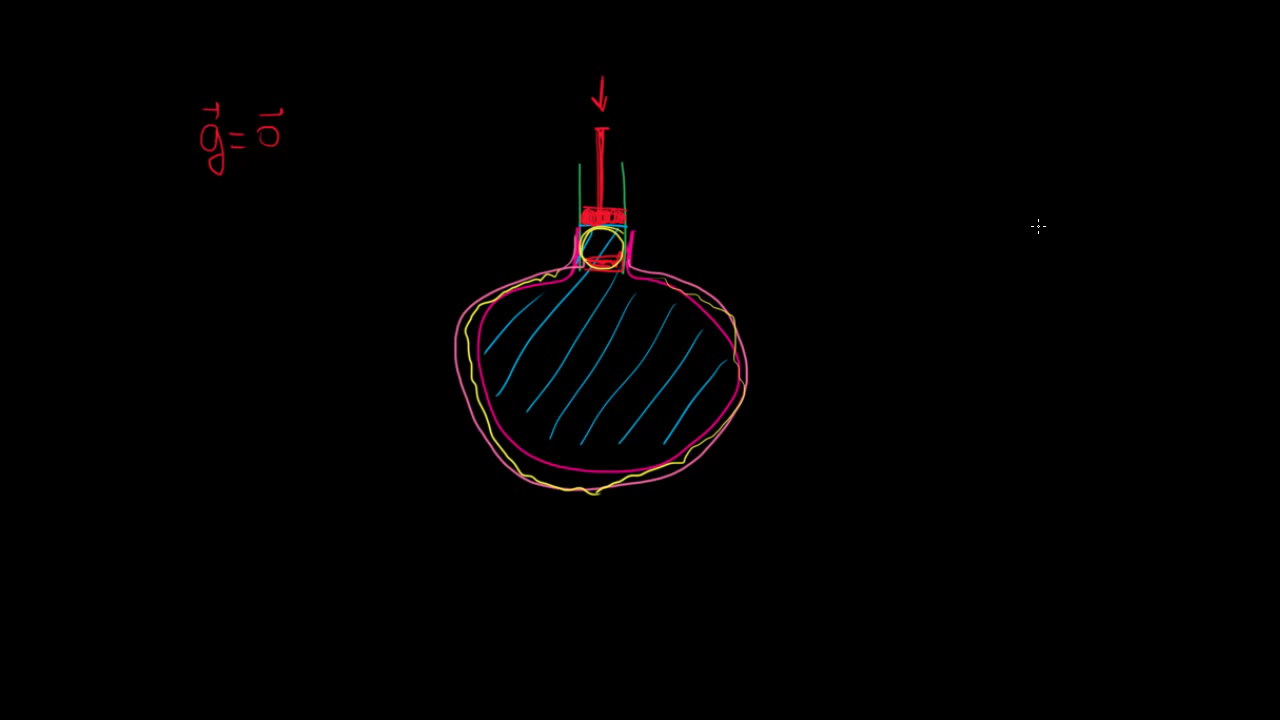 g⃗ = 0⃗